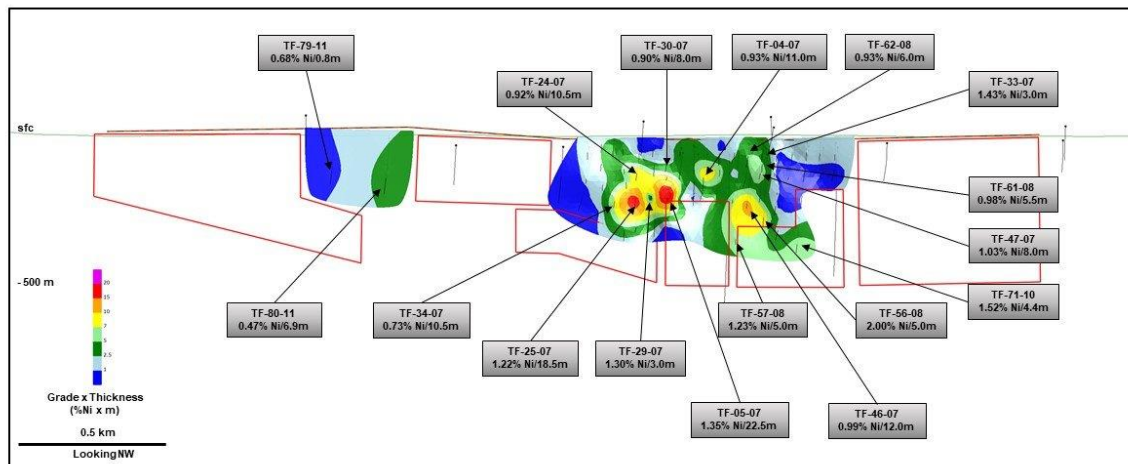 TF-79-11
0.68% Ni/0.8m
TF-30-07
0.90% Ni/8.0m
TF-04-07
0.93% Ni/11.0m
TF-62-08
0.93% Ni/6.0m
TF-24-07
0.92% Ni/10.5m
TF-33-07
1.43% Ni/3.0m
sfc
TF-61-08
0.98% Ni/5.5m
TF-47-07
1.03% Ni/8.0m
-500 m
TF-71-10
1.52% Ni/4.4m
TF-80-11
0.47% Ni/6.9m
TF-34-07
0.73% Ni/10.5m
TF-57-08
1.23% Ni/5.0m
TF-56-08
2.00% Ni/5.0m
TF-25-07
1.22% Ni/18.5m
TF-29-07
1.30% Ni/3.0m
20
15
10
7
5
2.5
1
Grade x Thickness
(%Ni x m)
TF-05-07
1.35% Ni/22.5m
TF-46-07
0.99% Ni/12.0m
0.5 km
Looking NW